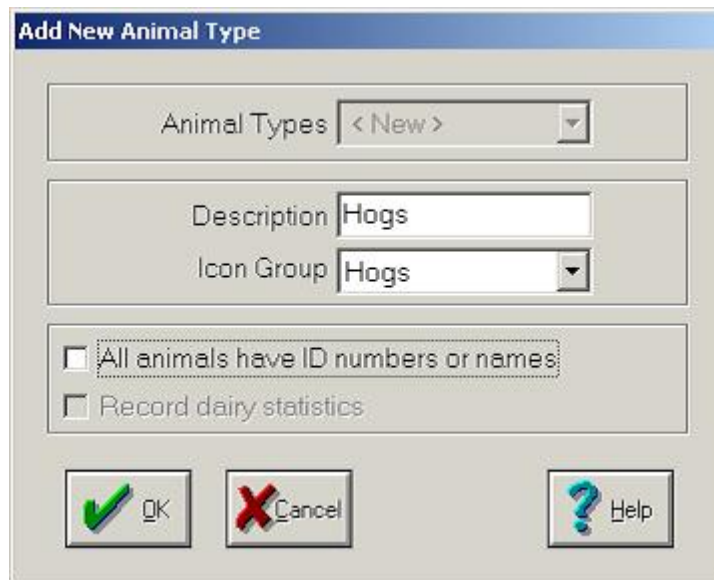 Add New Animal Type
Animal Types < New >
Description Hogs
Icon Group Hogs
All animals have ID numbers or names
Record dairy statistics
OK Cancel Help